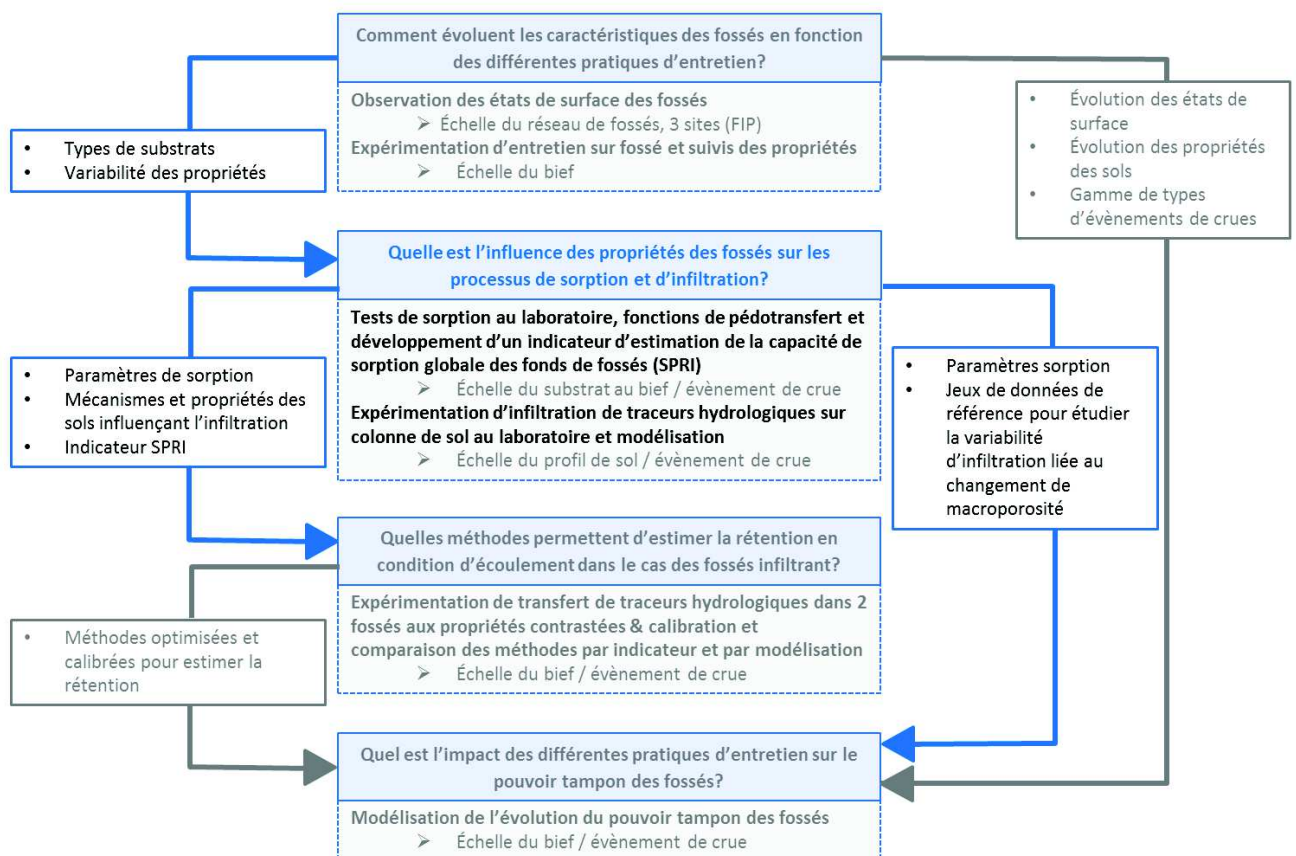 Comment évoluent les caractéristiques des fossés en fonction
des différentes pratiques d'entretien?
Observation des états de surface des fossés
➢ Échelle du réseau de fossés, 3 sites (FIP)
Expérimentation d'entretien sur fossé et suivis des propriétés
➢ Échelle du bief
• Types de substrats
• Variabilité des propriétés
• Évolution des états de
surface
• Évolution des propriétés
des sols
• Gamme de types
d'évènements de crues
Quelle est l'influence des propriétés des fossés sur les
processus de sorption et d'infiltration?
Tests de sorption au laboratoire, fonctions de pédotransfert et
développement d'un indicateur d'estimation de la capacité de
sorption globale des fonds de fossés (SPRI)
➢ Échelle du substrat au bief / évènement de crue
Expérimentation d'infiltration de traceurs hydrologiques sur
colonne de sol au laboratoire et modélisation
➢ Échelle du profil de sol / évènement de crue
• Paramètres de sorption
• Mécanismes et propriétés des
sols influençant l'infiltration
• Indicateur SPRI
• Paramètres sorption
• Jeux de données de
référence pour étudier
la variabilité
d'infiltration liée au
changement de
macroporosité
Quelles méthodes permettent d'estimer la rétention en
condition d'écoulement dans le cas des fossés infiltrant?
Expérimentation de transfert de traceurs hydrologiques dans 2
fossés aux propriétés contrastées & calibration et
comparaison des méthodes par indicateur et par modélisation
➢ Échelle du bief / évènement de crue
• Méthodes optimisées et
calibrées pour estimer la
rétention
Quel est l'impact des différentes pratiques d'entretien sur le
pouvoir tampon des fossés?
Modélisation de l'évolution du pouvoir tampon des fossés
➢ Échelle du bief / évènement de crue